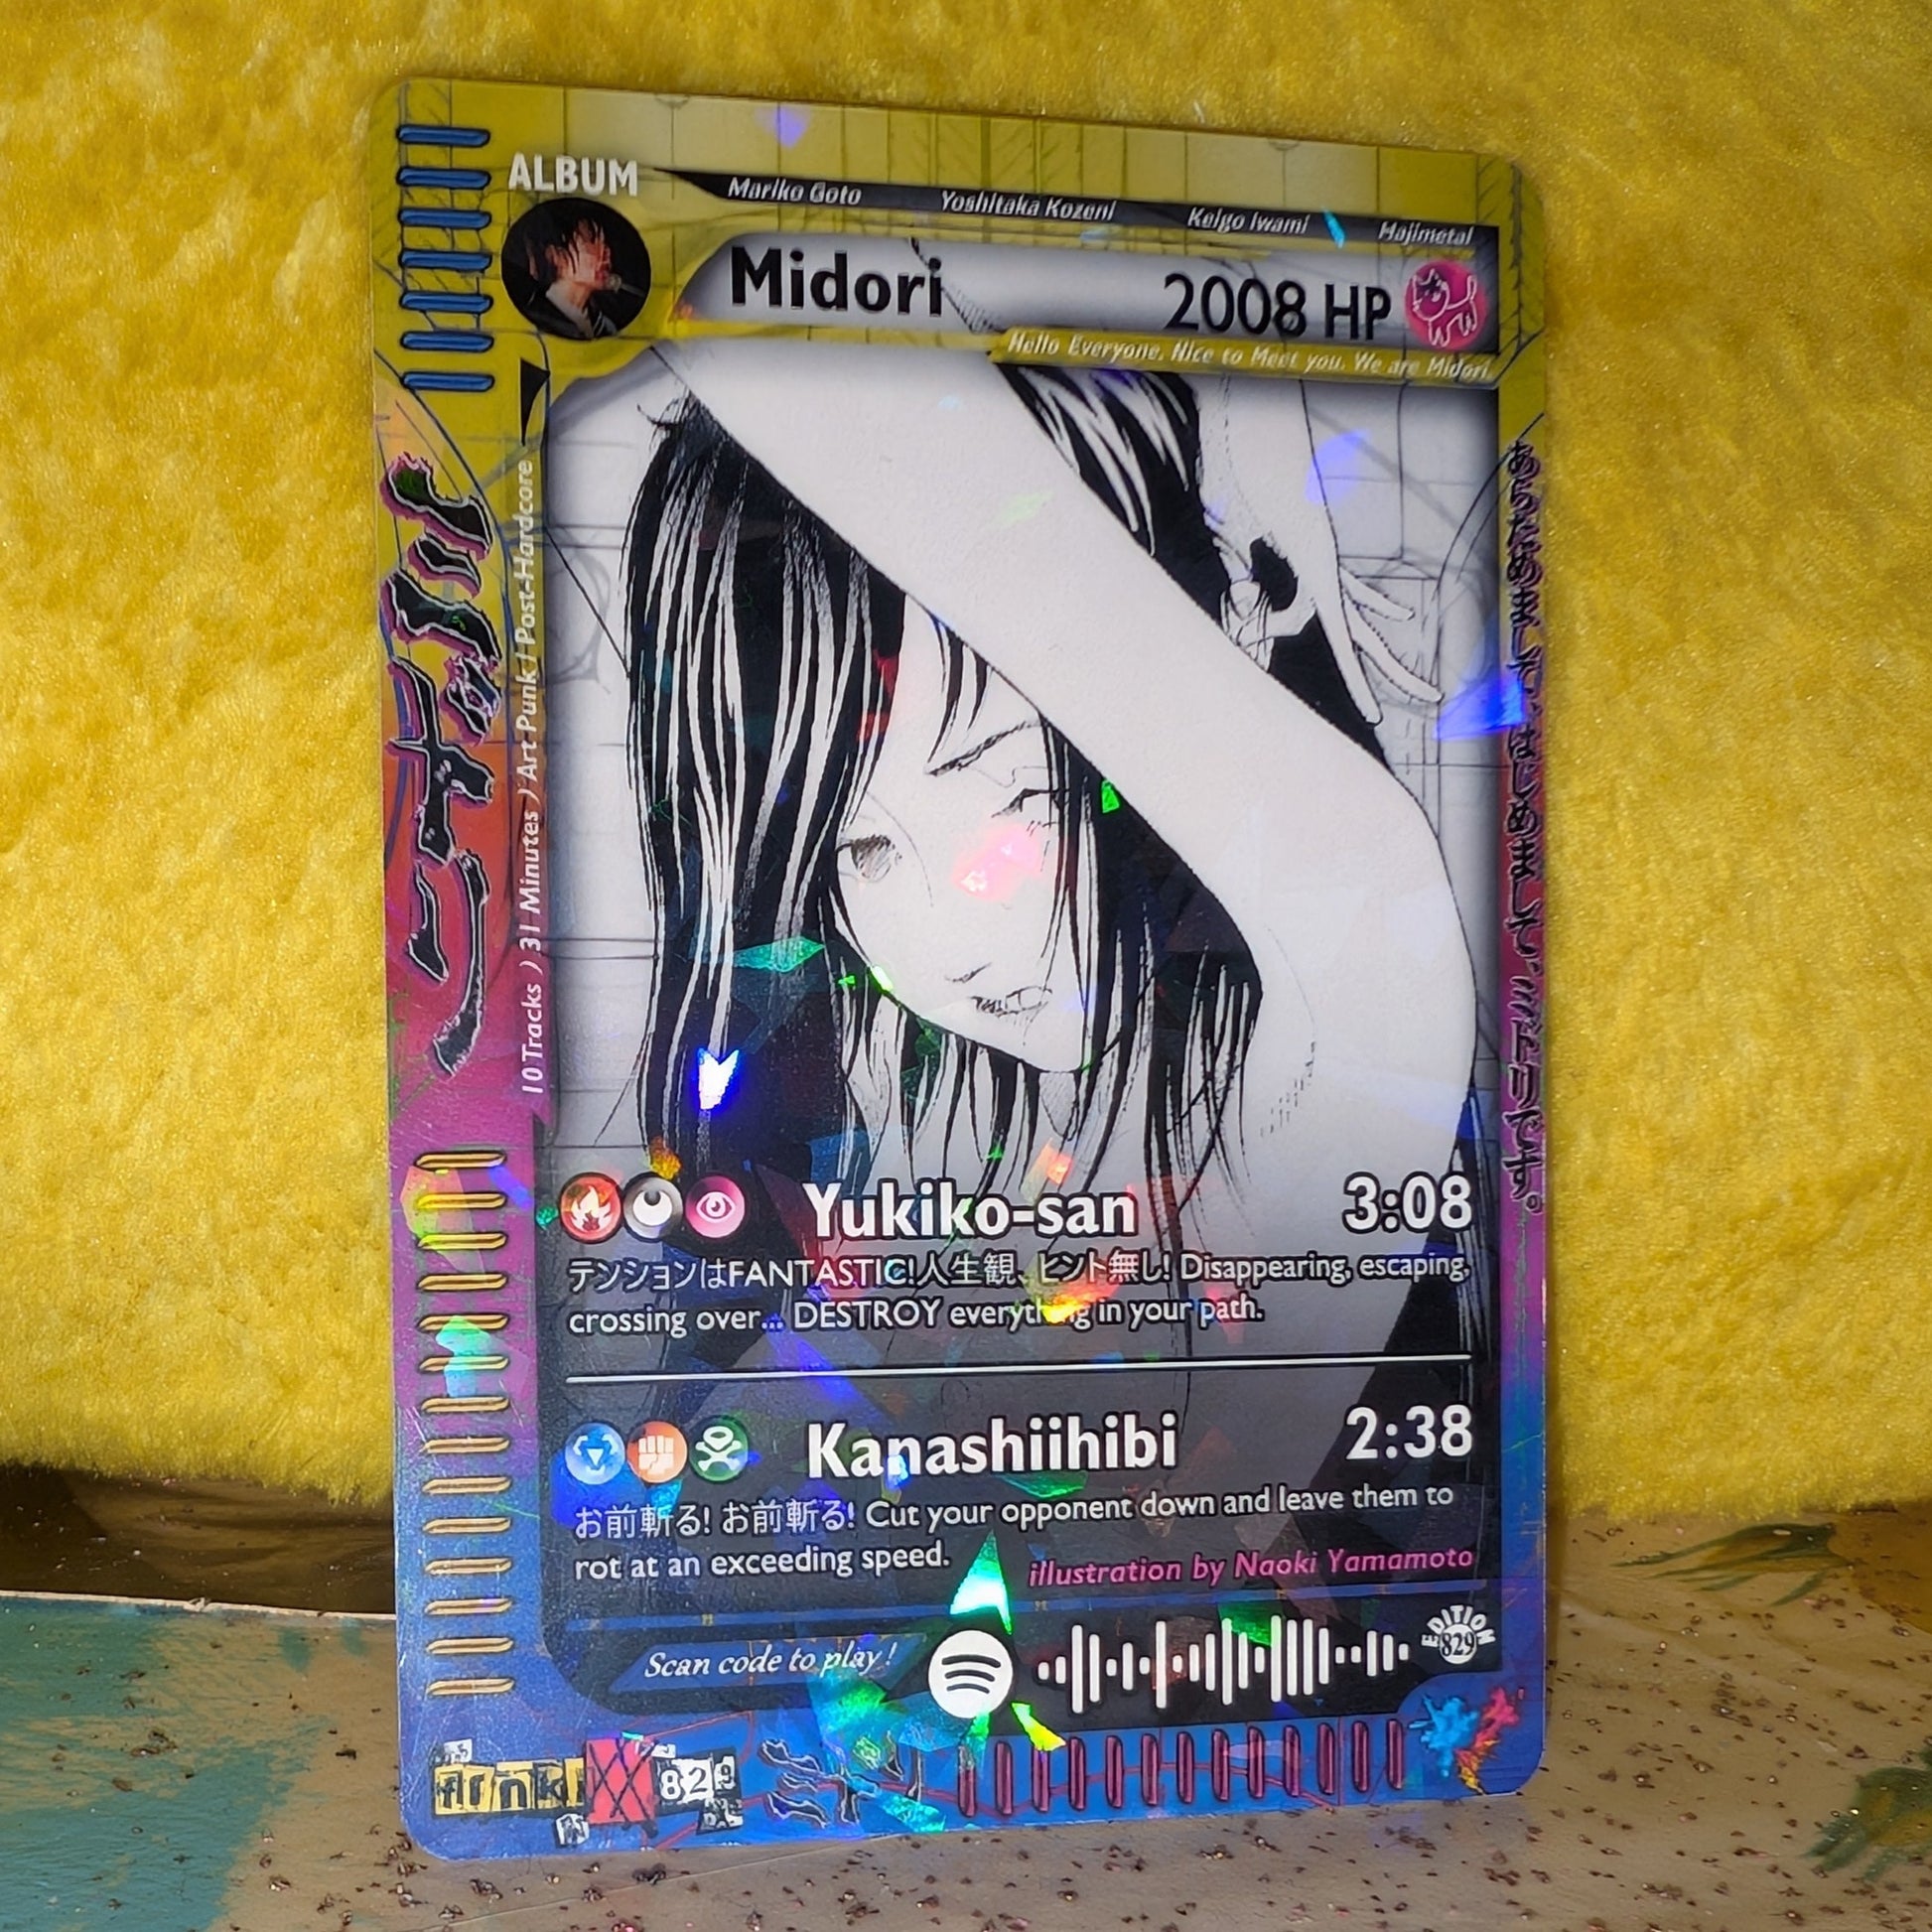 ALBUM
Mariko Goto Yoshitaka Kozeni Keigo Iwami Hajimetal
Midori 2008 HP
Hello Everyone. Nice to Meet you. We are Midori.
ミドリ
10 Tracks / 31 Minutes / Art Punk / Post-Hardcore
あらためまして、はじめまして、ミドリです。
Yukiko-san 3:08
テンションはFANTASTIC!人生観、ヒント無し! Disappearing, escaping,
crossing over... DESTROY everything in your path.
Kanashiihibi 2:38
お前斬る! お前斬る! Cut your opponent down and leave them to
rot at an exceeding speed.
illustration by Naoki Yamamoto
Scan code to play!
EDITION
829
829